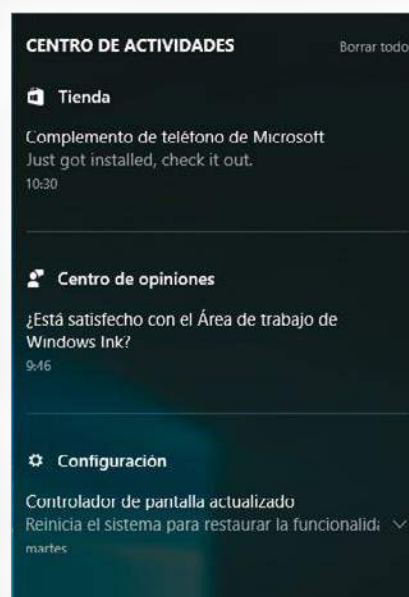 CENTRO DE ACTIVIDADES
Borrar todo
Tienda
Complemento de teléfono de Microsoft
Just got installed, check it out.
10:30
Centro de opiniones
¿Está satisfecho con el Área de trabajo de
Windows Ink?
9:46
Configuración
Controlador de pantalla actualizado
Reinicia el sistema para restaurar la
martes